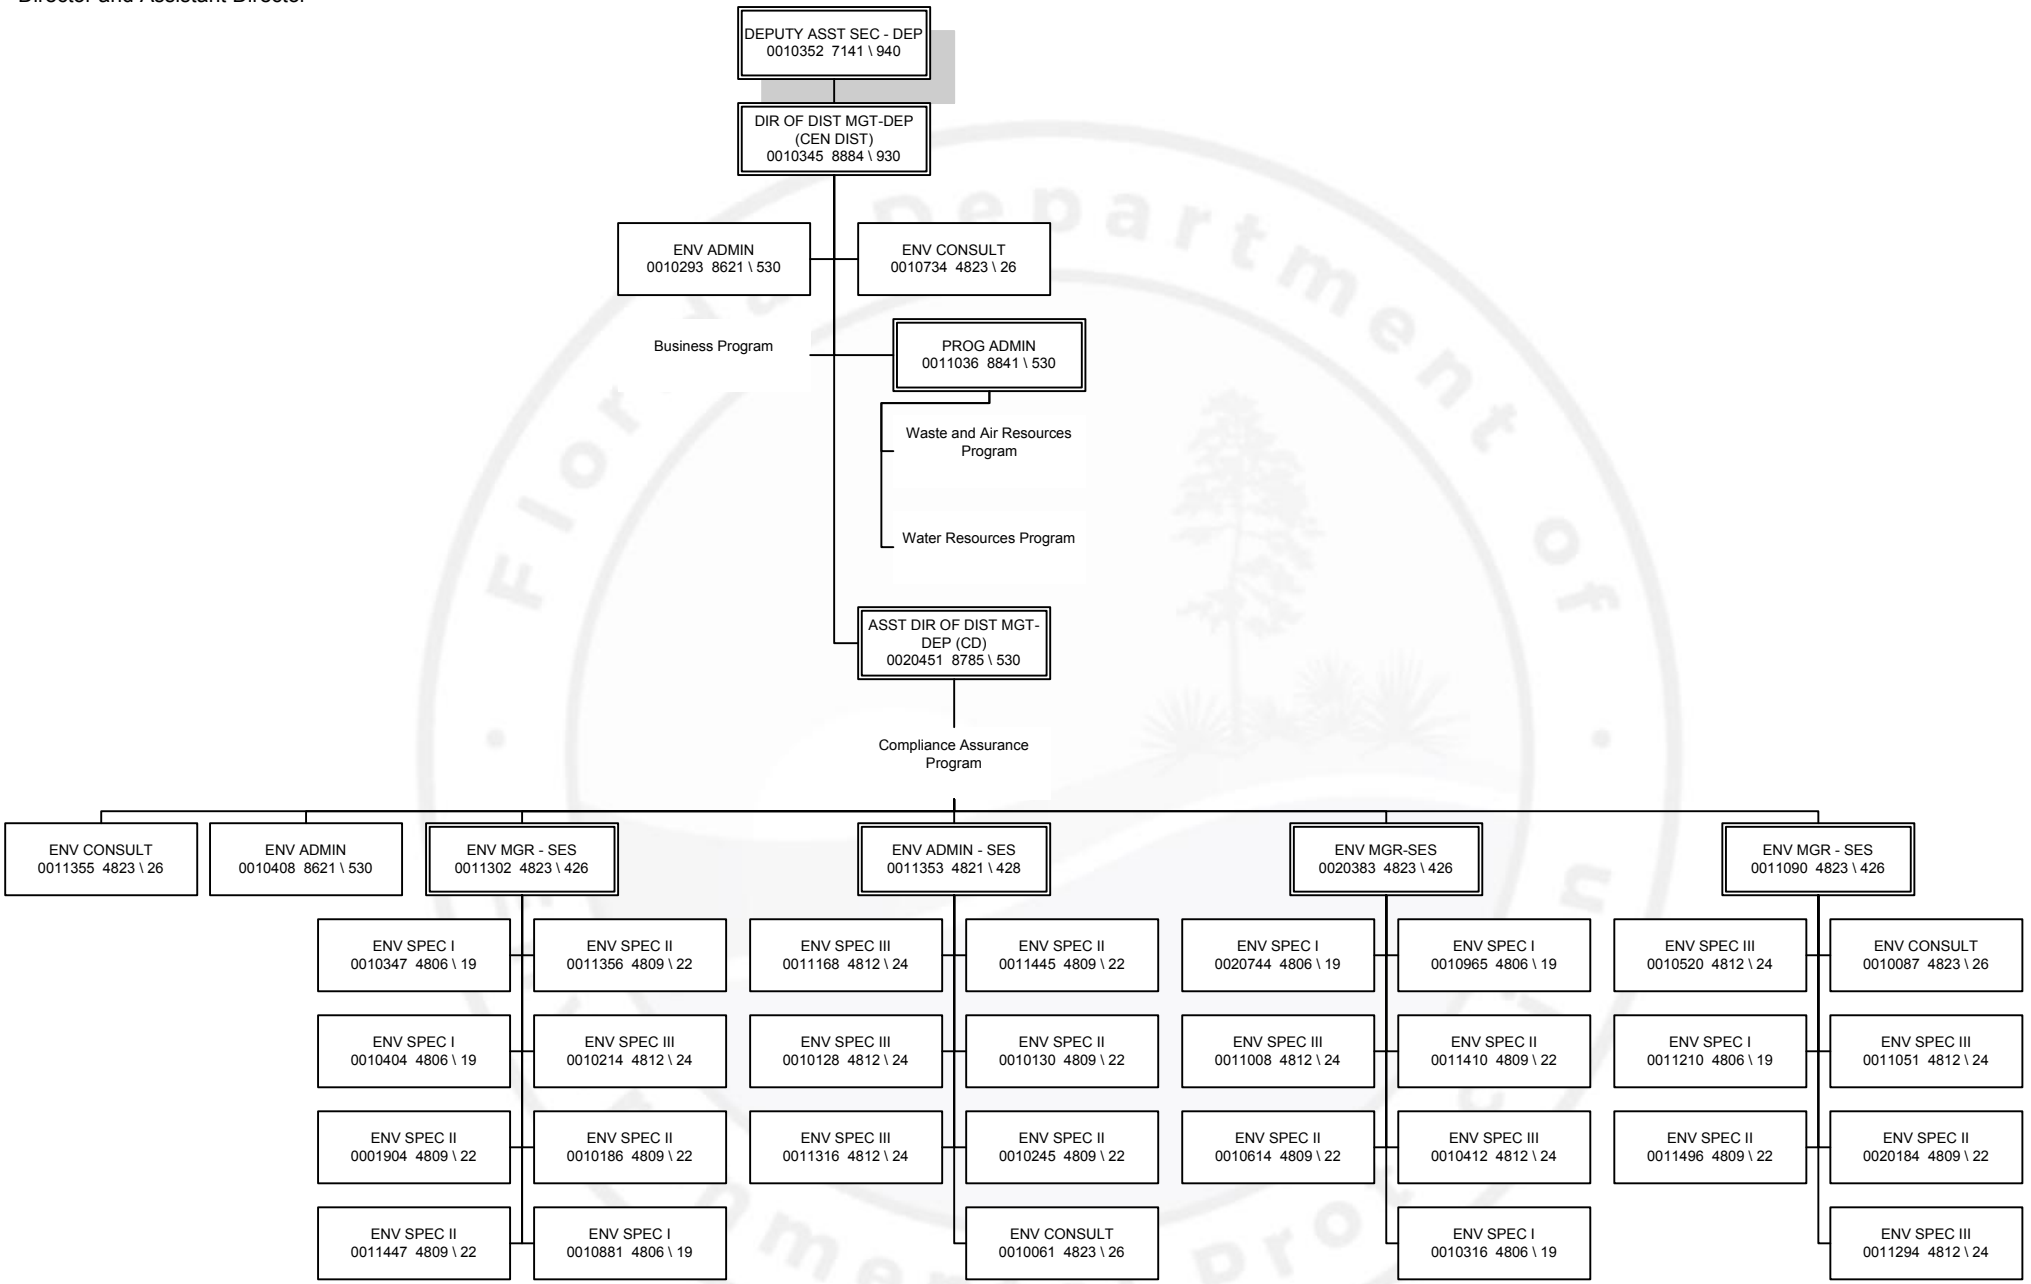 Director and Assistant Director
DEPUTY ASST SEC - DEP
0010352 7141 \ 940
DIR OF DIST MGT-DEP
(CEN DIST)
0010345 8884 \ 930
ENV ADMIN
0010293 8621 \ 530
ENV CONSULT
0010734 4823 \ 26
Business Program
PROG ADMIN
0011036 8841 \ 530
Waste and Air Resources
Program
Water Resources Program
ASST DIR OF DIST MGT-
DEP (CD)
0020451 8785 \ 530
Compliance Assurance
Program
ENV CONSULT
0011355 4823 \ 26
ENV ADMIN
0010408 8621 \ 530
ENV MGR - SES
0011302 4823 \ 426
ENV ADMIN - SES
0011353 4821 \ 428
ENV MGR-SES
0020383 4823 \ 426
ENV MGR - SES
0011090 4823 \ 426
ENV SPEC I
0010347 4806 \ 19
ENV SPEC II
0011356 4809 \ 22
ENV SPEC III
0011168 4812 \ 24
ENV SPEC II
0011445 4809 \ 22
ENV SPEC I
0020744 4806 \ 19
ENV SPEC I
0010965 4806 \ 19
ENV SPEC III
0010520 4812 \ 24
ENV CONSULT
0010087 4823 \ 26
ENV SPEC I
0010404 4806 \ 19
ENV SPEC III
0010214 4812 \ 24
ENV SPEC III
0010128 4812 \ 24
ENV SPEC II
0010130 4809 \ 22
ENV SPEC III
0011008 4812 \ 24
ENV SPEC II
0011410 4809 \ 22
ENV SPEC I
0011210 4806 \ 19
ENV SPEC III
0011051 4812 \ 24
ENV SPEC II
0001904 4809 \ 22
ENV SPEC II
0010186 4809 \ 22
ENV SPEC III
0011316 4812 \ 24
ENV SPEC II
0010245 4809 \ 22
ENV SPEC II
0010614 4809 \ 22
ENV SPEC III
0010412 4812 \ 24
ENV SPEC II
0011496 4809 \ 22
ENV SPEC II
0020184 4809 \ 22
ENV SPEC II
0011447 4809 \ 22
ENV SPEC I
0010881 4806 \ 19
ENV CONSULT
0010061 4823 \ 26
ENV SPEC I
0010316 4806 \ 19
ENV SPEC III
0011294 4812 \ 24
Department of